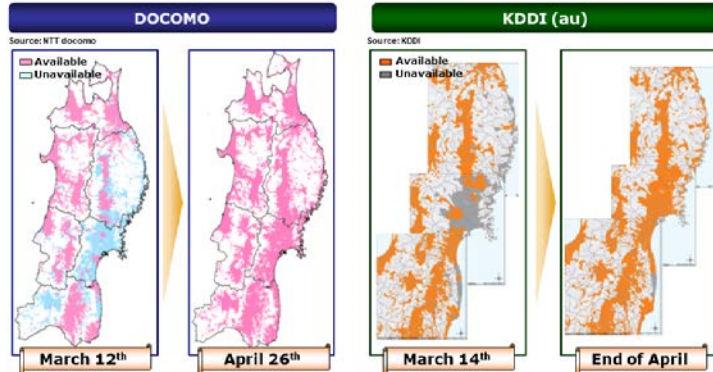 DOCOMO
Source: NTT docomo
Available
Unavailable
March 12th
April 26th
KDDI (au)
Source: KDDI
Available
Unavailable
March 14th
End of April